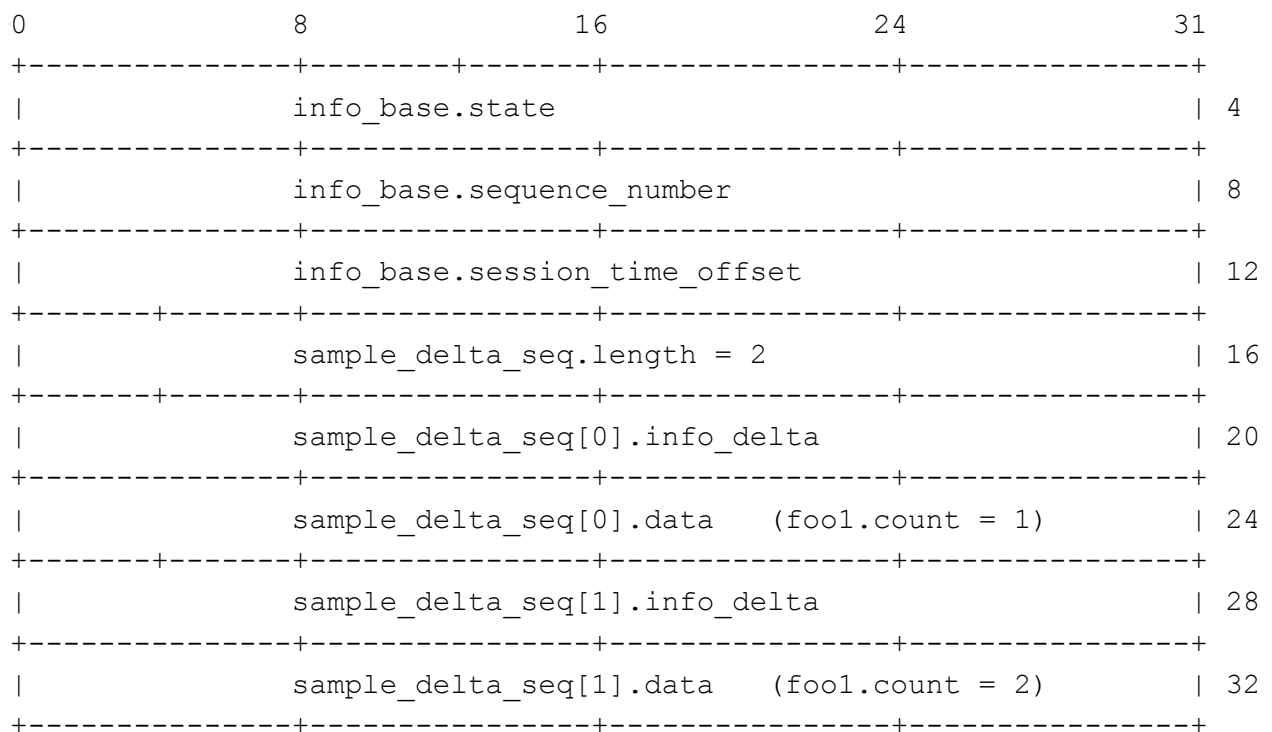 0               8               16              24             31
+---------------+--------+-------+---------------+---------------+
|               info_base.state                                  | 4
+---------------+---------------+---------------+---------------+
|               info_base.sequence_number                        | 8
+---------------+---------------+---------------+---------------+
|               info_base.session_time_offset                    | 12
+-------+-------+---------------+---------------+---------------+
|               sample_delta_seq.length = 2                      | 16
+-------+-------+---------------+---------------+---------------+
|               sample_delta_seq[0].info_delta                   | 20
+---------------+---------------+---------------+---------------+
|               sample_delta_seq[0].data   (foo1.count = 1)      | 24
+-------+-------+---------------+---------------+---------------+
|               sample_delta_seq[1].info_delta                   | 28
+---------------+---------------+---------------+---------------+
|               sample_delta_seq[1].data   (foo1.count = 2)      | 32
+---------------+---------------+---------------+---------------+